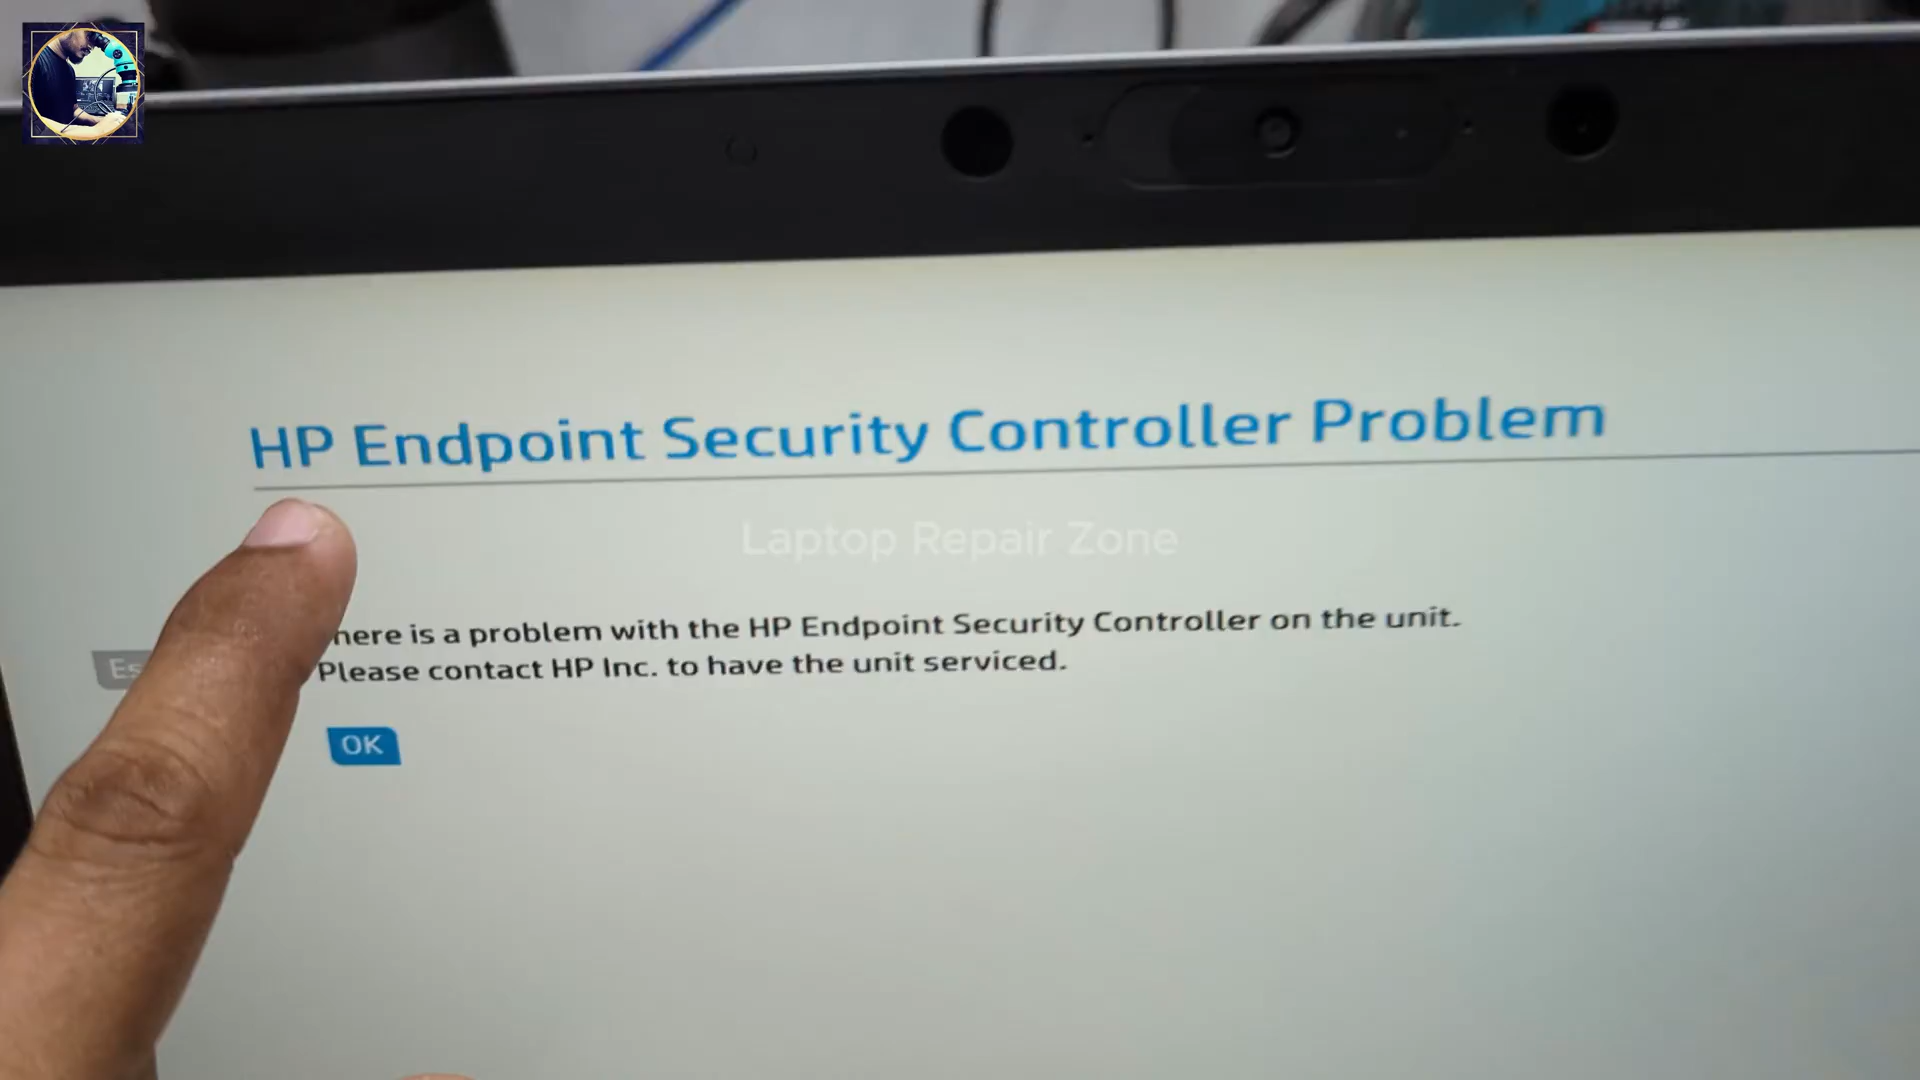 HP Endpoint Security Controller Problem
Laptop Repair Zone
here is a problem with the HP Endpoint Security Controller on the unit.
Please contact HP Inc. to have the unit serviced.
Es
OK